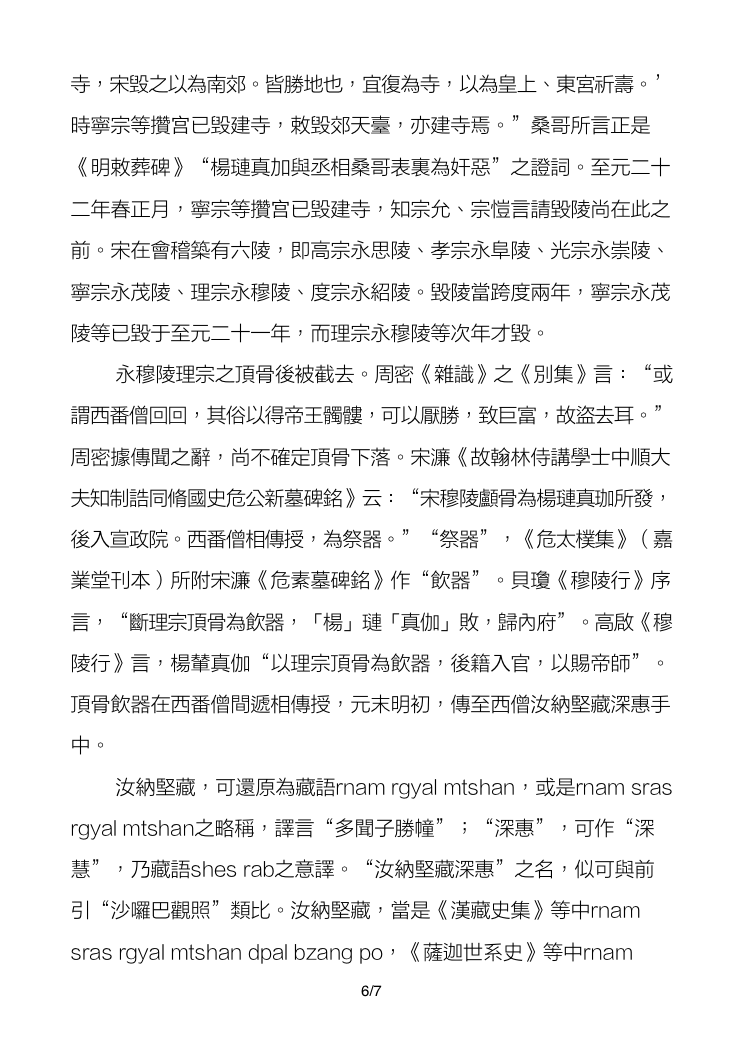 寺，宋毀之以為南郊。皆勝地也，宜復為寺，以為皇上、東宮祈壽。’
時寧宗等攢宫已毀建寺，敕毀郊天臺，亦建寺焉。”桑哥所言正是
《明敕葬碑》“楊璉真加與丞相桑哥表裏為奸惡”之證詞。至元二十
二年春正月，寧宗等攢宫已毀建寺，知宗允、宗愷言請毀陵尚在此之
前。宋在會稽築有六陵，即高宗永思陵、孝宗永阜陵、光宗永崇陵、
寧宗永茂陵、理宗永穆陵、度宗永紹陵。毀陵當跨度兩年，寧宗永茂
陵等已毀于至元二十一年，而理宗永穆陵等次年才毀。
永穆陵理宗之頂骨後被截去。周密《雜識》之《別集》言：“或
謂西番僧回回，其俗以得帝王髑髏，可以厭勝，致巨富，故盜去耳。”
周密據傳聞之辭，尚不確定頂骨下落。宋濂《故翰林侍講學士中順大
夫知制誥同脩國史危公新墓碑銘》云：“宋穆陵顱骨為楊璉真珈所發，
後入宣政院。西番僧相傳授，為祭器。”“祭器”，《危太樸集》（嘉
業堂刊本）所附宋濂《危素墓碑銘》作“飲器”。貝瓊《穆陵行》序
言，“斷理宗頂骨為飲器，「楊」璉「真伽」敗，歸內府”。高啟《穆
陵行》言，楊輦真伽“以理宗頂骨為飲器，後籍入官，以賜帝師”。
頂骨飲器在西番僧間遞相傳授，元末明初，傳至西僧汝納堅藏深惠手
中。
汝納堅藏，可還原為藏語rnam rgyal mtshan，或是rnam sras
rgyal mtshan之略稱，譯言“多聞子勝幢”；“深惠”，可作“深
慧”，乃藏語shes rab之意譯。“汝納堅藏深惠”之名，似可與前
引“沙囉巴觀照”類比。汝納堅藏，當是《漢藏史集》等中rnam
sras rgyal mtshan dpal bzang po，《薩迦世系史》等中rnam
6/7